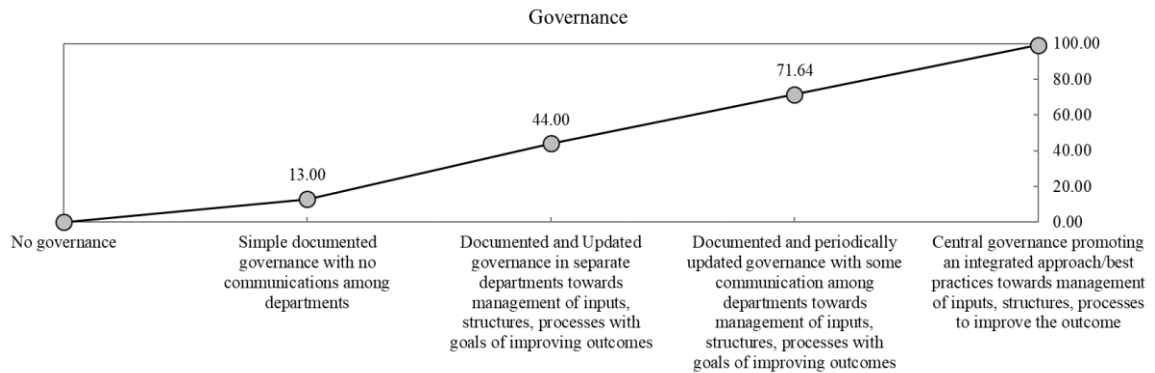 Governance
100.00
80.00
60.00
40.00
20.00
0.00
13.00
44.00
71.64
No governance
Simple documented
governance with no
communications among
departments
Documented and Updated
governance in separate
departments towards
management of inputs,
structures, processes with
goals of improving outcomes
Documented and periodically
updated governance with some
communication among
departments towards
management of inputs,
structures, processes with
goals of improving outcomes
Central governance promoting
an integrated approach/best
practices towards management
of inputs, structures, processes
to improve the outcome